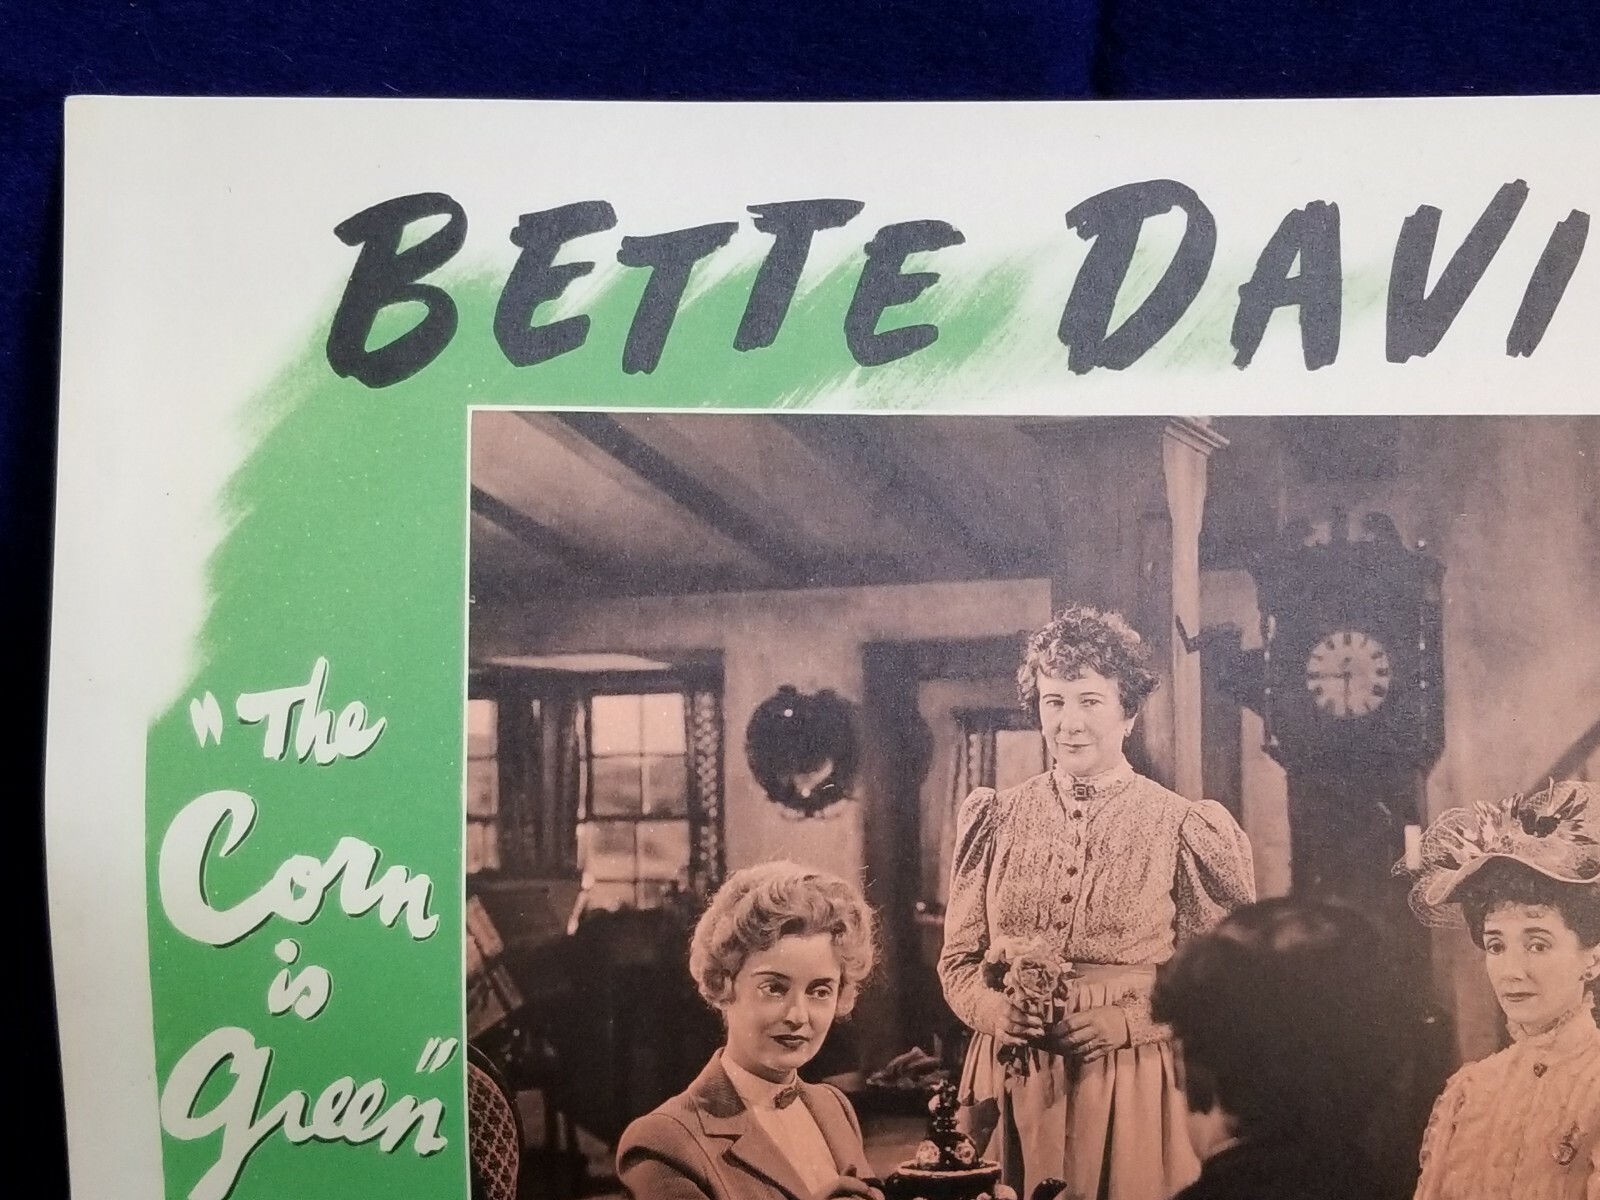 BETTE DAVI
"The
Corn
is
Green"